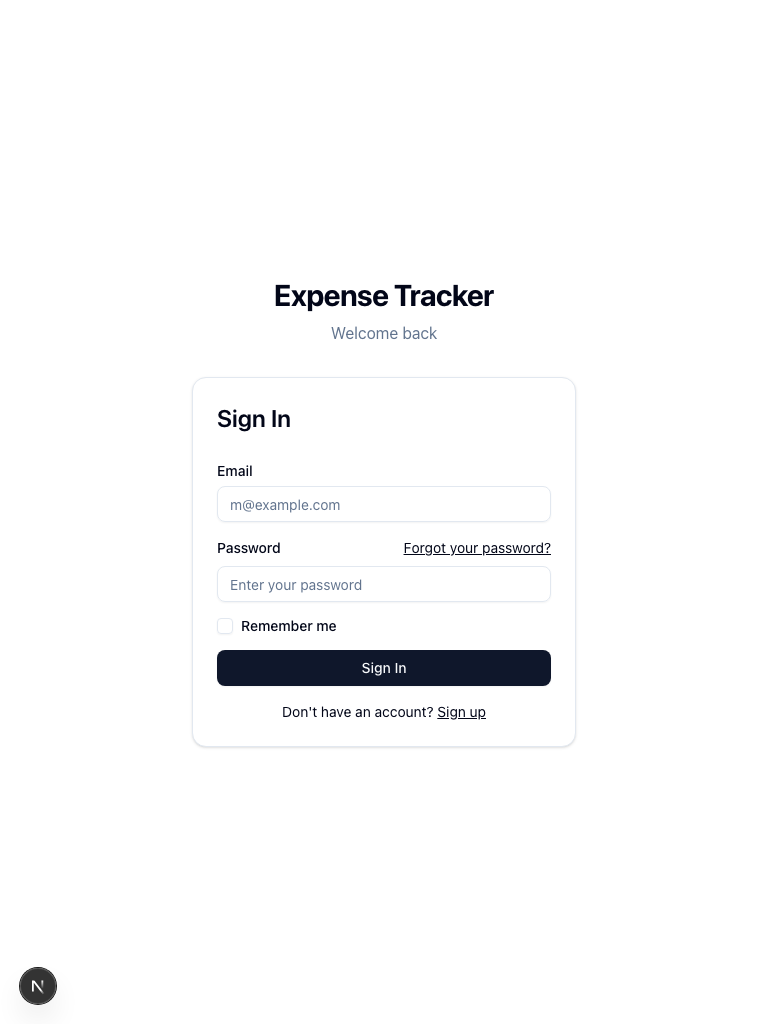 Expense Tracker
Welcome back
Sign In
Email
m@example.com
Password Forgot your password?
Enter your password
Remember me
Sign In
Don't have an account? Sign up
N